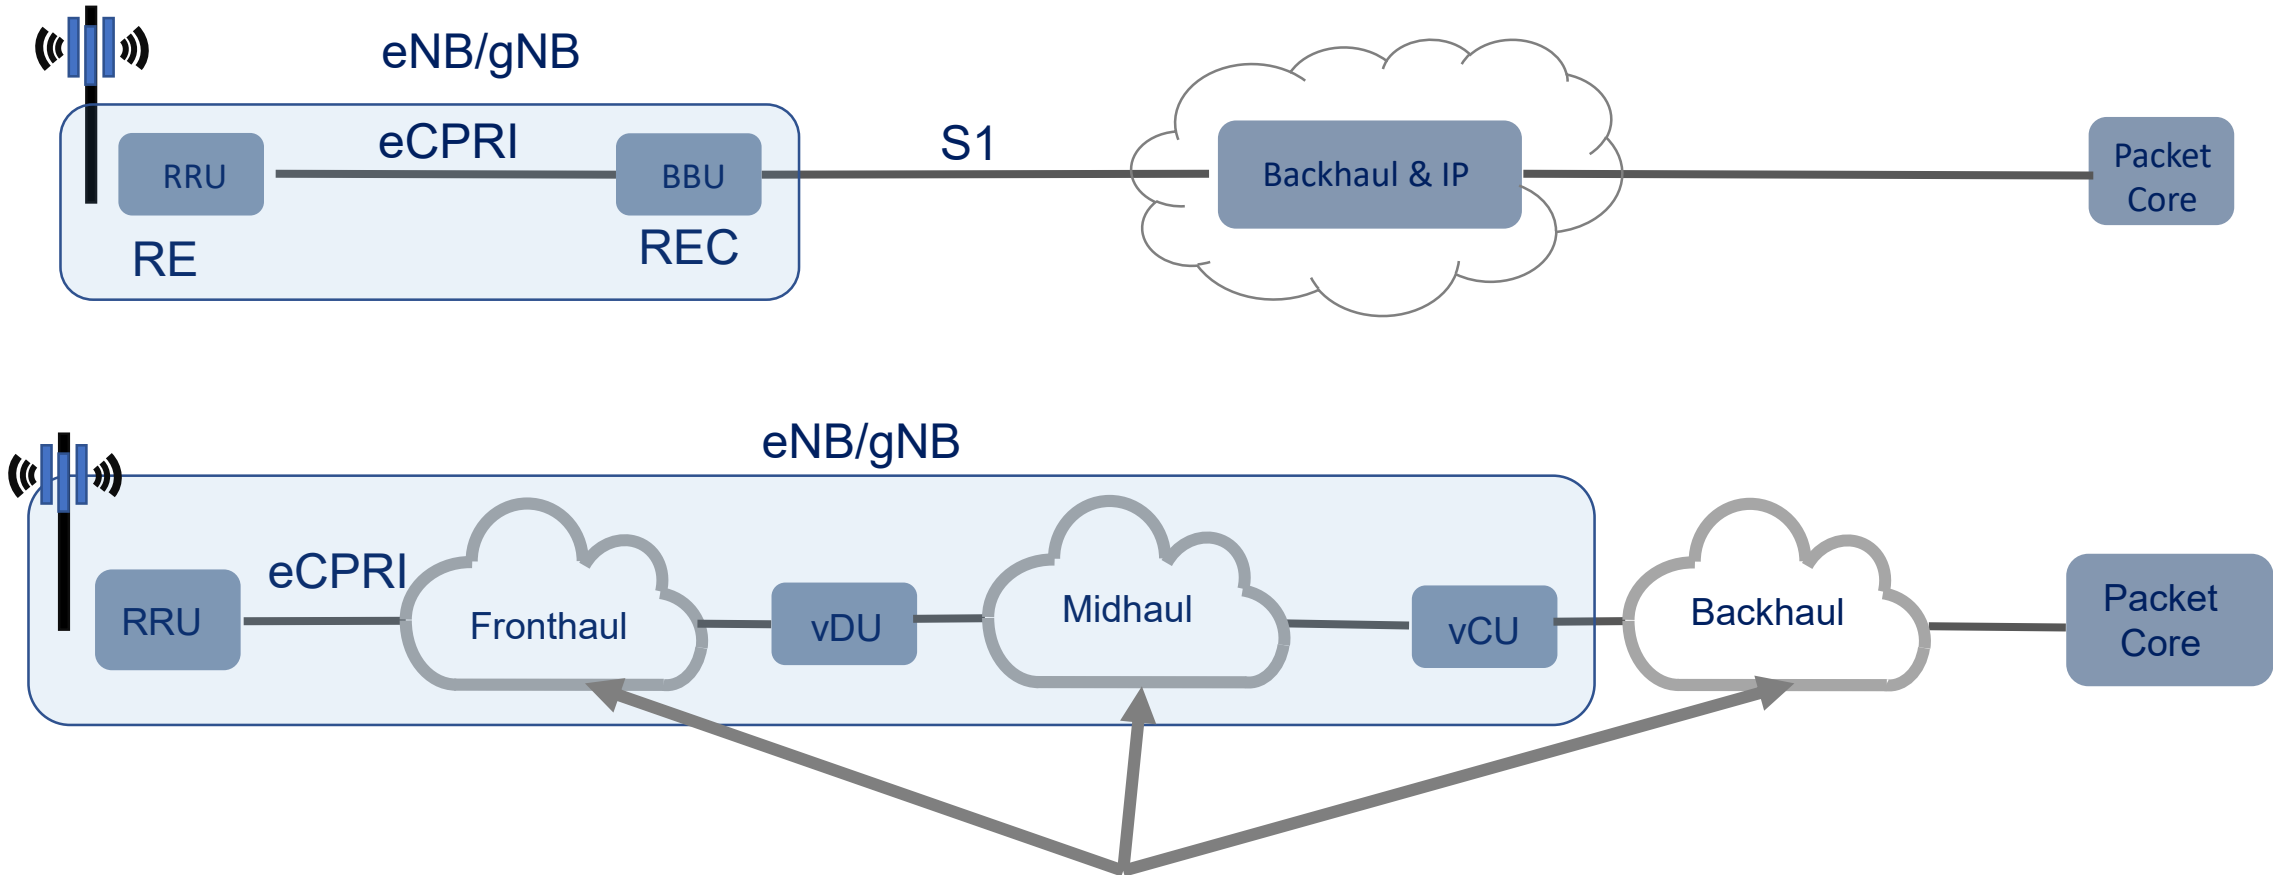 eNB/gNB
eCPRI
S1
RRU
BBU
Backhaul & IP
Packet
Core
RE
REC
eNB/gNB
eCPRI
RRU
Fronthaul
vDU
Midhaul
vCU
Backhaul
Packet
Core